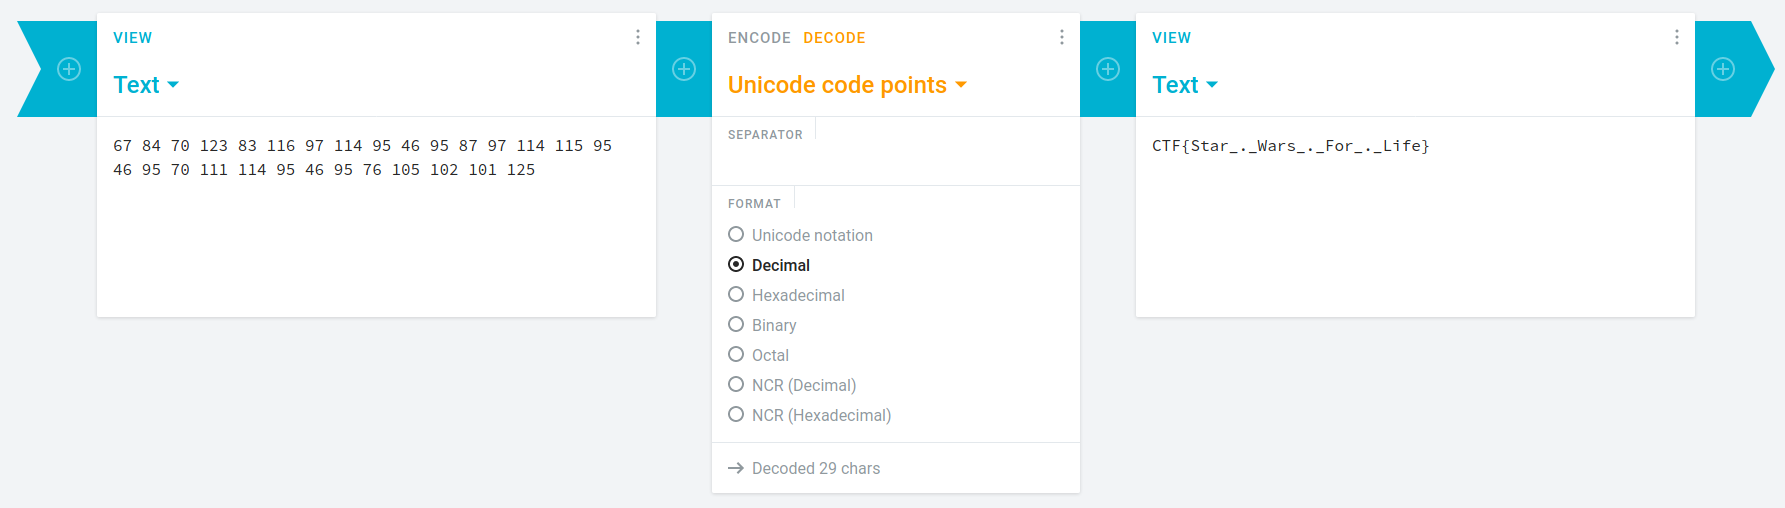 VIEW
Text
67 84 70 123 83 116 97 114 95 46 95 87 97 114 115 95
46 95 70 111 114 95 46 95 76 105 102 101 125
ENCODE DECODE
Unicode code points
SEPARATOR
FORMAT
Unicode notation
Decimal
Hexadecimal
Binary
Octal
NCR (Decimal)
NCR (Hexadecimal)
→ Decoded 29 chars
VIEW
Text
CTF{Star_._Wars_._For_._Life}